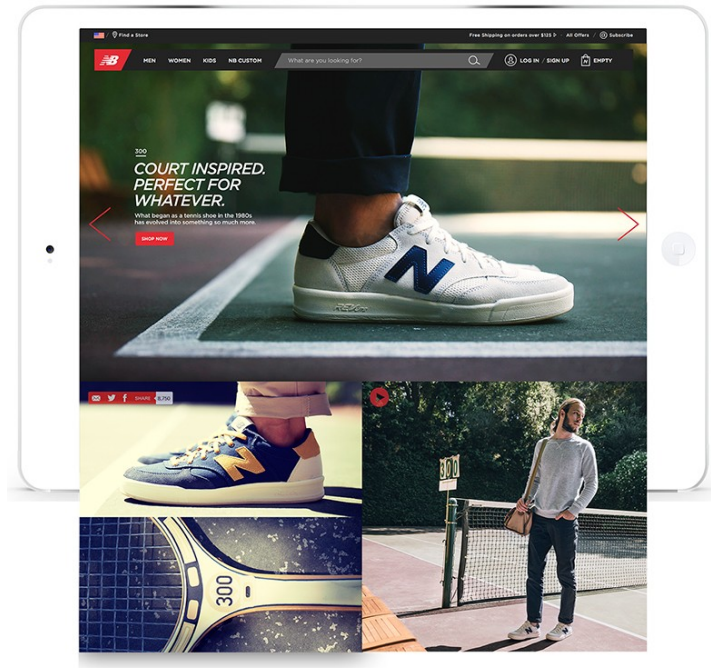 Find a Store
Free Shipping on orders over $125
All Offers
Subscribe
NB
MEN
WOMEN
KIDS
NB CUSTOM
What are you looking for?
LOG IN / SIGN UP
EMPTY
300
COURT INSPIRED.
PERFECT FOR
WHATEVER.
What began as a tennis shoe in the 1980s
has evolved into something so much more.
SHOP NOW
N
SHARE
8,750
N
300
300